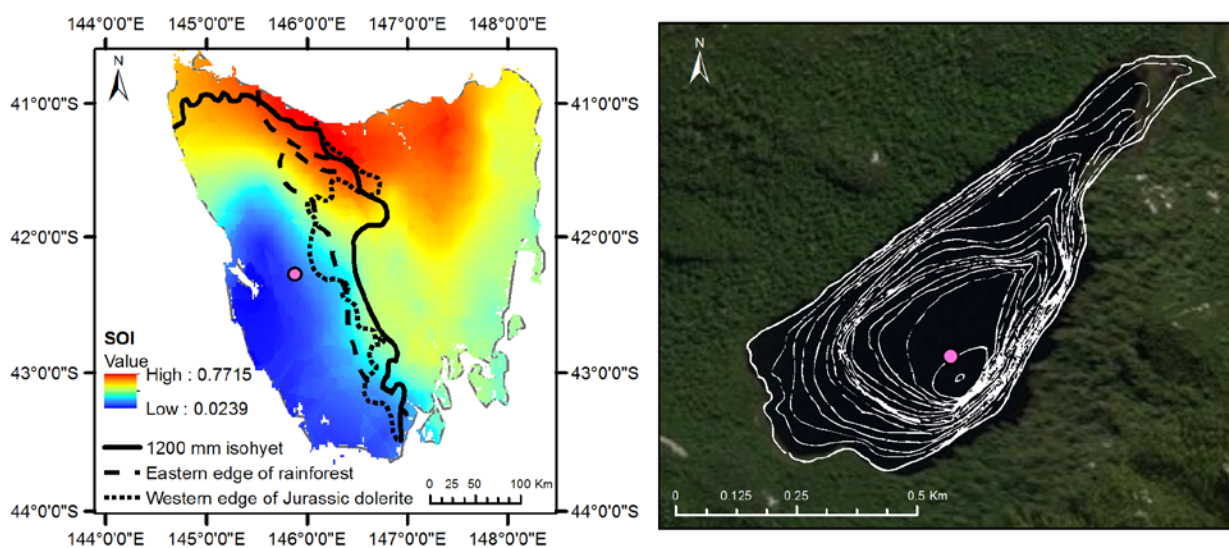 144°0'0"E 145°0'0"E 146°0'0"E 147°0'0"E 148°0'0"E
N
41°0'0"S 41°0'0"S
42°0'0"S 42°0'0"S
43°0'0"S 43°0'0"S
44°0'0"S 44°0'0"S
SOI
Value
High : 0.7715
Low : 0.0239
1200 mm isohyet
Eastern edge of rainforest
Western edge of Jurassic dolerite
0 25 50 100 Km
144°0'0"E 145°0'0"E 146°0'0"E 147°0'0"E 148°0'0"E
N
0 0.125 0.25 0.5 Km